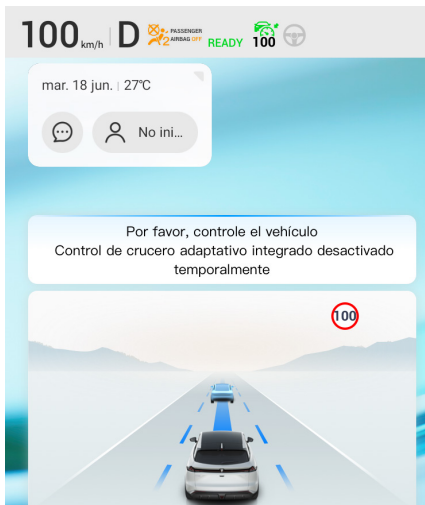 100 km/h D 2 PASSENGER
AIRBAG OFF READY 100
mar. 18 jun. | 27°C
No ini...
Por favor, controle el vehículo
Control de crucero adaptativo integrado desactivado
temporalmente
100